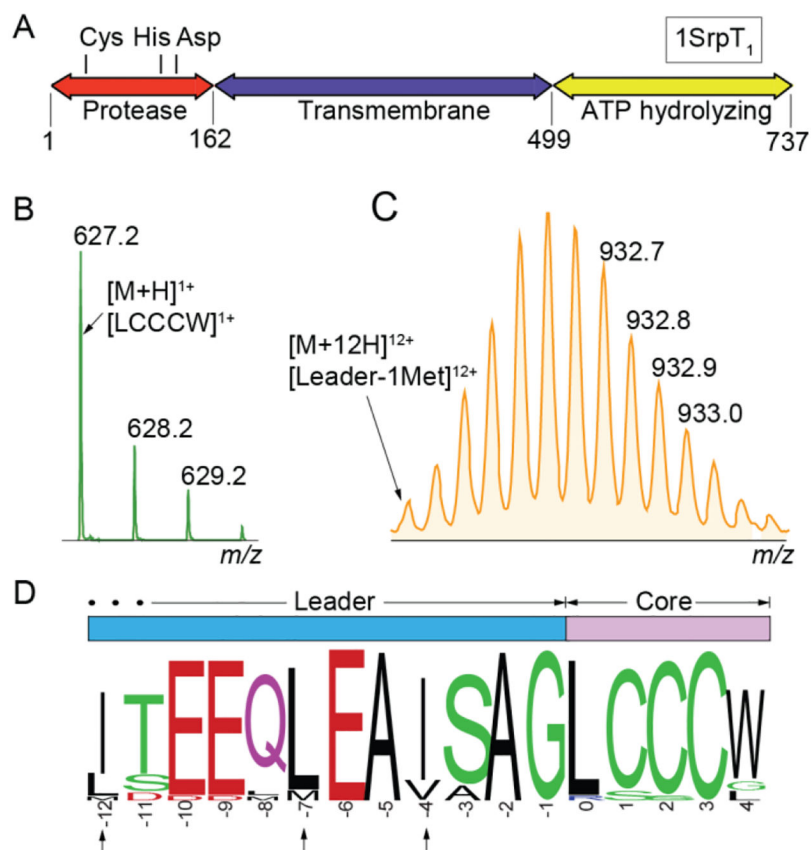 A
Cys His Asp
1SrpT1
Protease Transmembrane ATP hydrolyzing
1 162 499 737
B
627.2
[M+H]1+
[LCCCW]1+
628.2
629.2
m/z
C
932.7
932.8
932.9
933.0
[M+12H]12+
[Leader-1Met]12+
m/z
D
Leader Core
ITEEQLEAISAGLCCCW
-12 -11 -10 -9 -8 -7 -6 -5 -4 -3 -2 -1 0 1 2 3 4